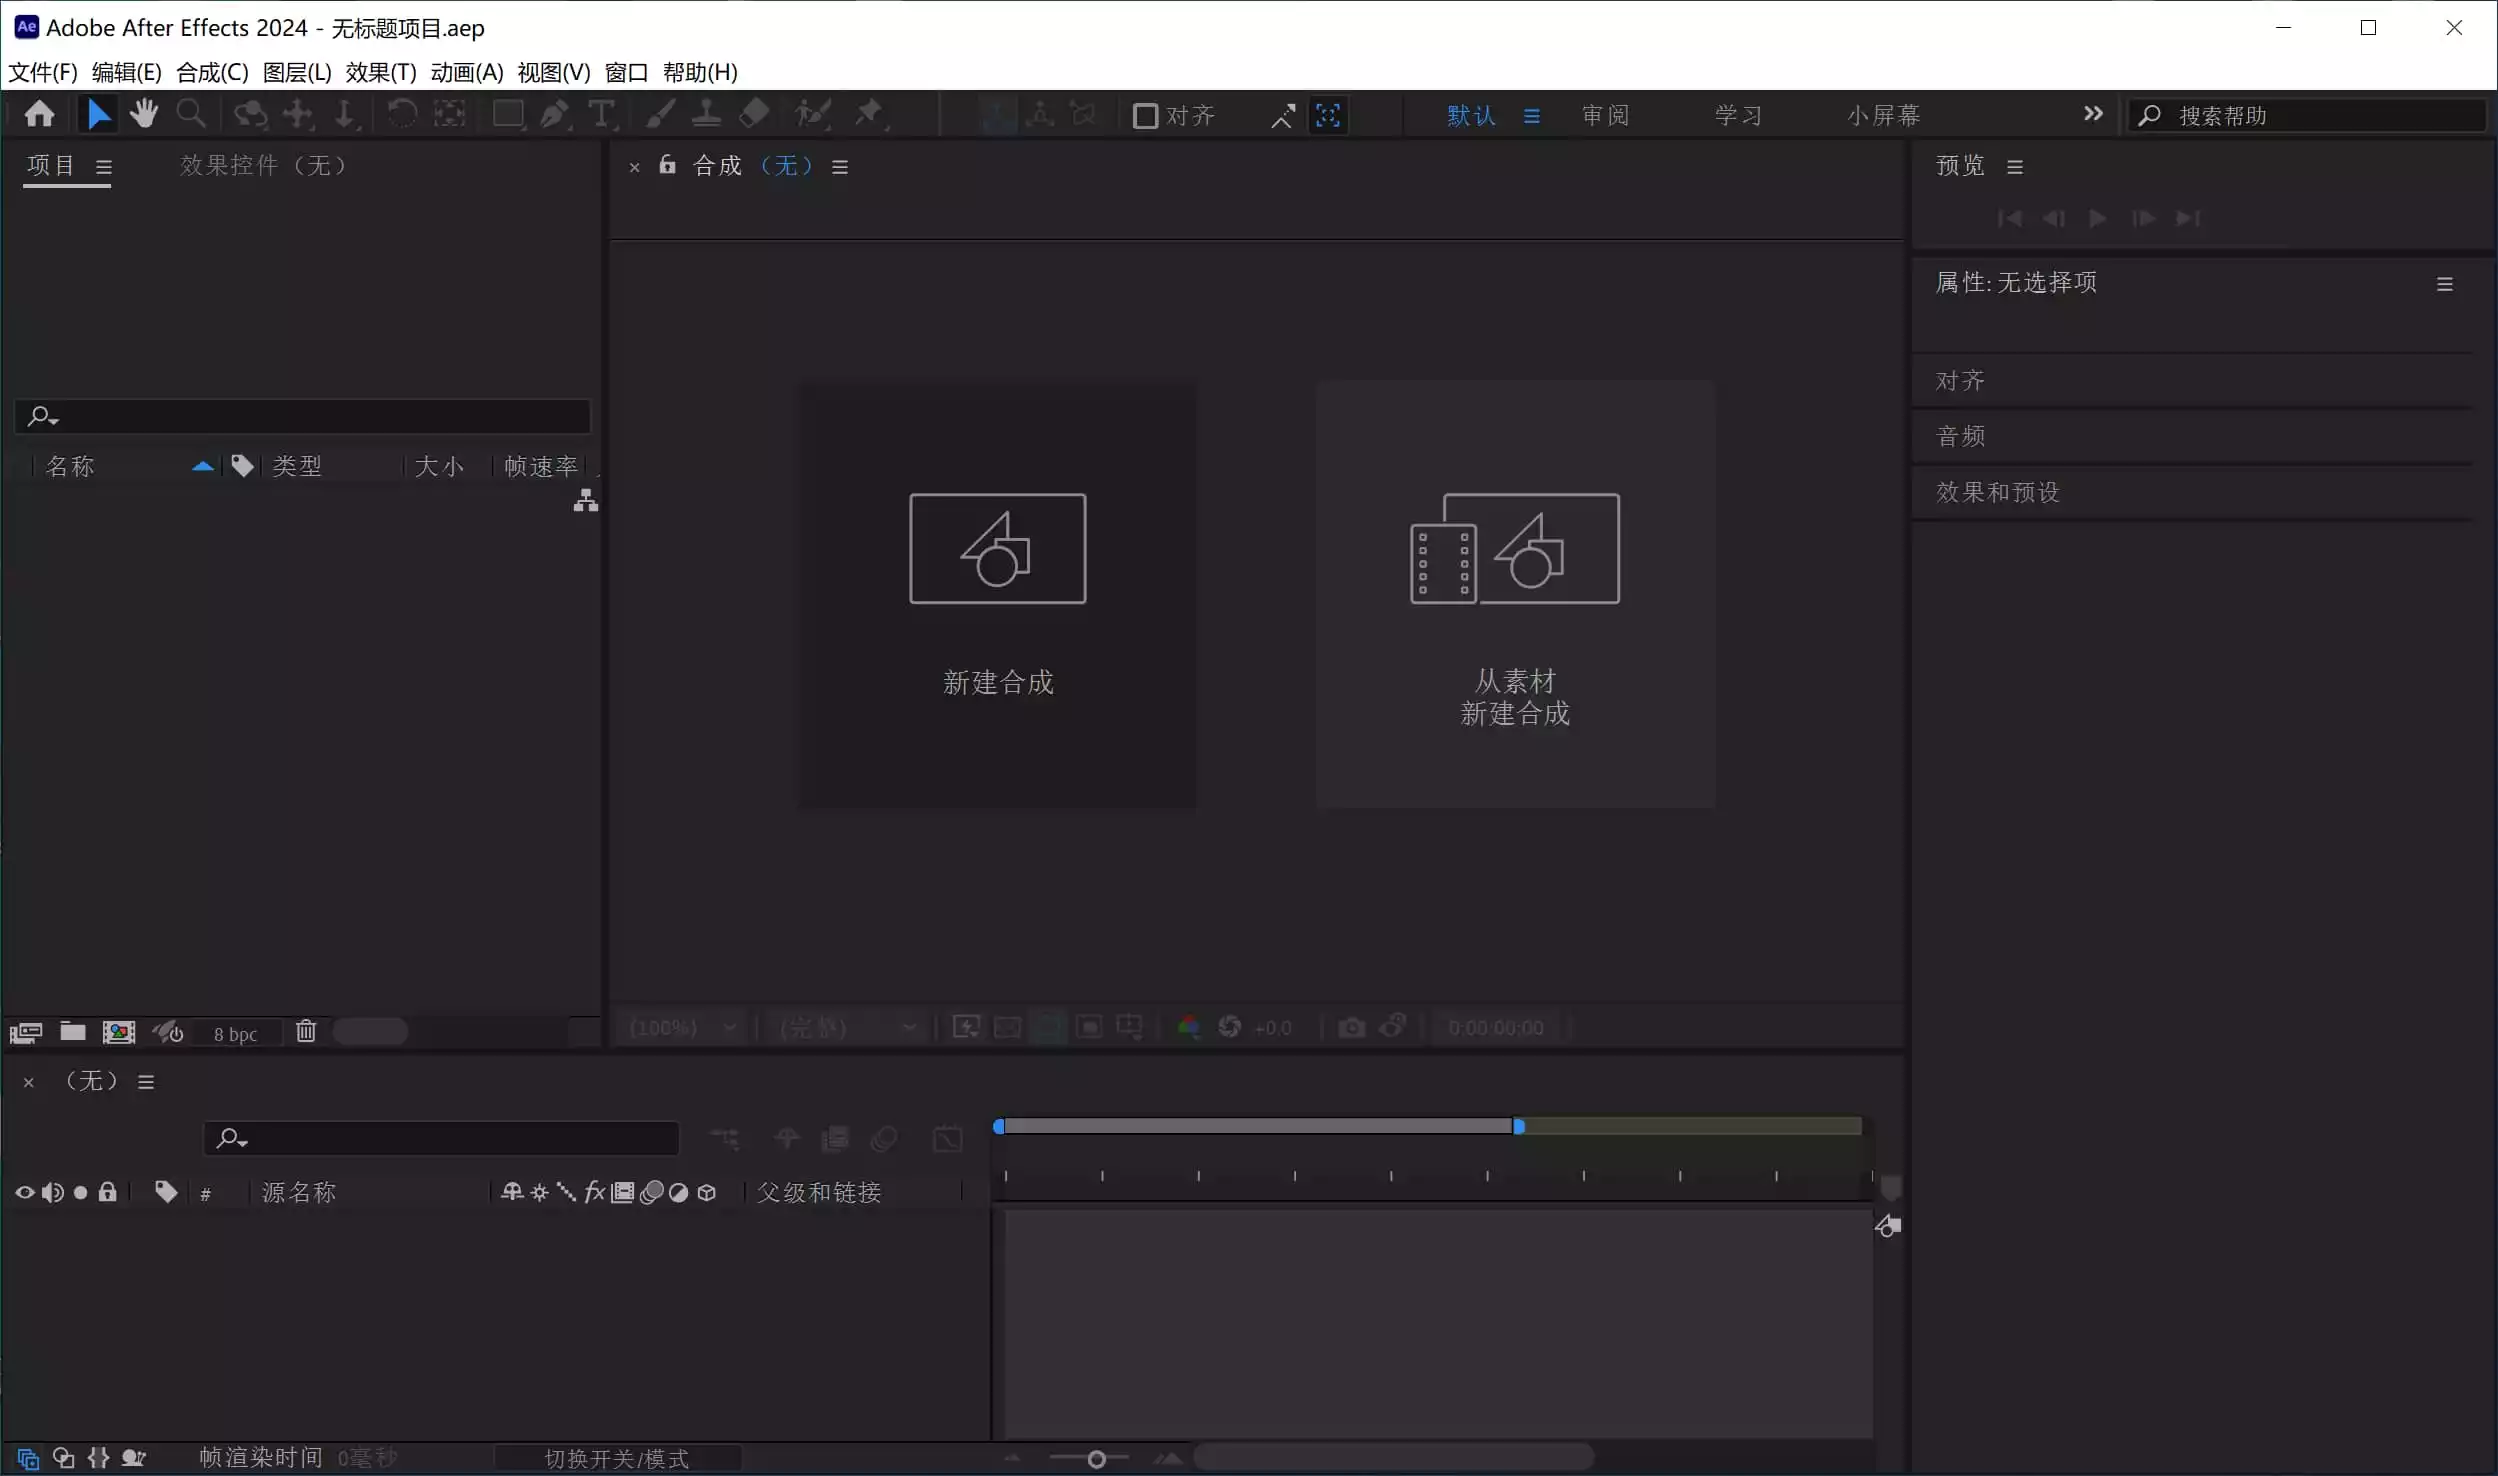 Ae Adobe After Effects 2024 - 无标题项目.aep
文件(F) 编辑(E) 合成(C) 图层(L) 效果(T) 动画(A) 视图(V) 窗口 帮助(H)
对齐 默认 审阅 学习 小屏幕 搜索帮助
项目 效果控件（无）
合成 （无）
预览
属性: 无选择项
对齐
音频
效果和预设
名称 类型 大小 帧速率
新建合成
从素材
新建合成
8 bpc
(100%) (完整) +0.0 0:00:00:00
（无）
# 源名称 fx 父级和链接
帧渲染时间 0毫秒 切换开关/模式